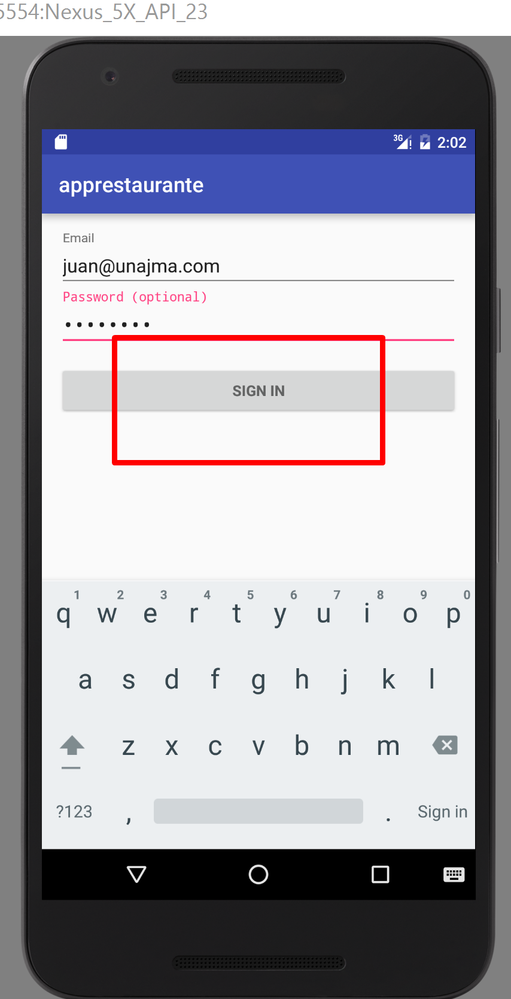 5554:Nexus_5X_API_23
3G ! 2:02
apprestaurante
Email
juan@unajma.com
Password (optional)
••••••••
SIGN IN
1 2 3 4 5 6 7 8 9 0
q w e r t y u i o p
a s d f g h j k l
z x c v b n m
?123 , . Sign in